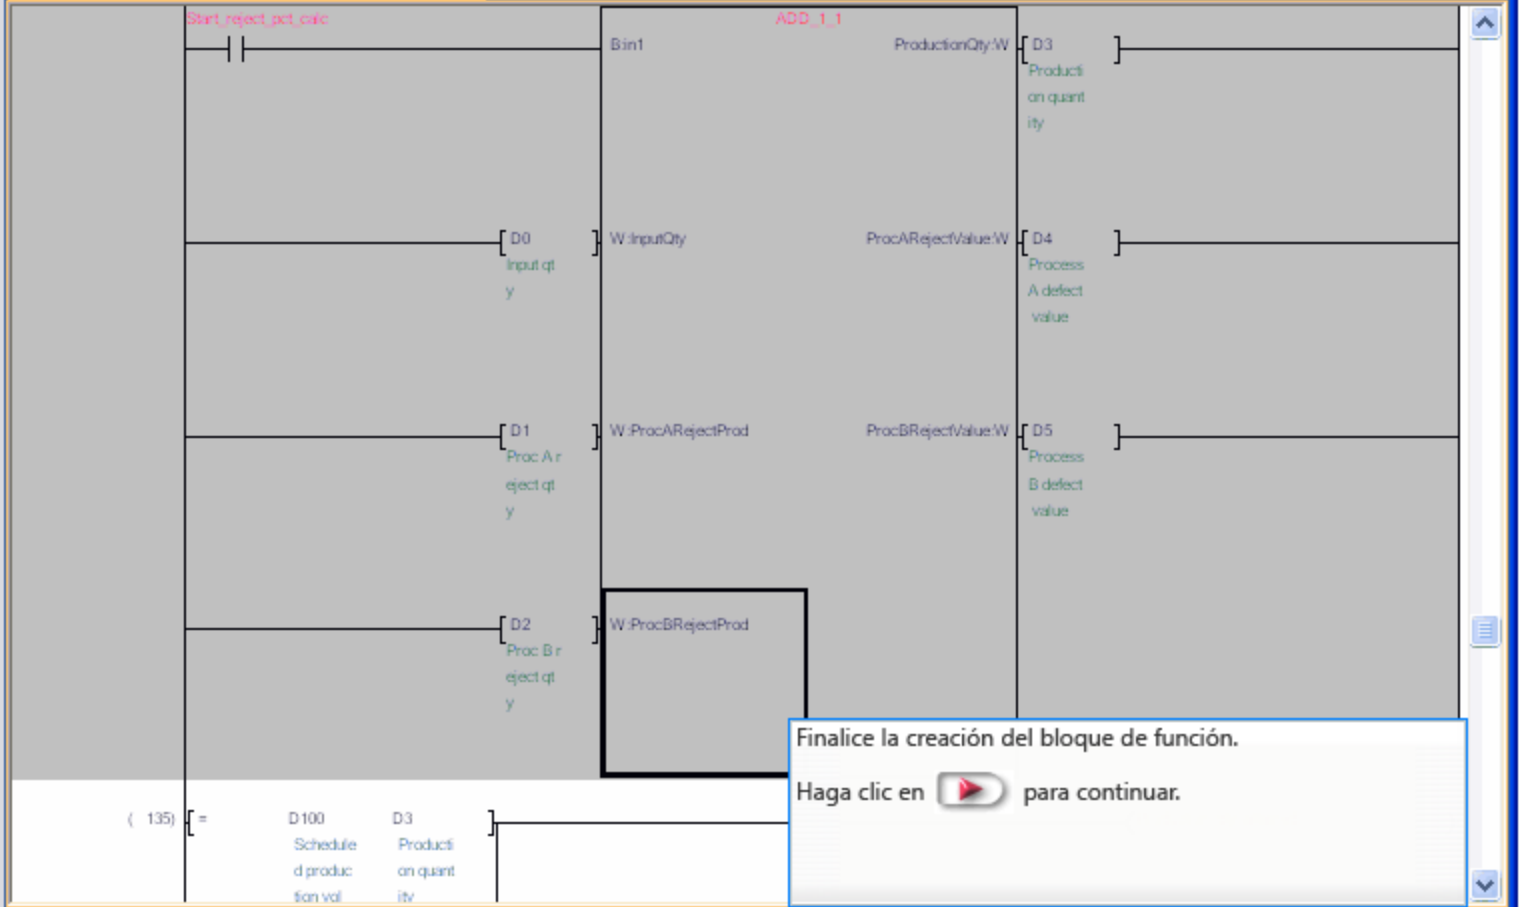 Start_reject_pct_calc
ADD_1_1
B:in1
ProductionQty:W
D3
Producti
on quant
ity
D0
W:InputQty
ProcARejectValue:W
D4
Input qt
y
Process
A defect
value
D1
W:ProcARejectProd
ProcBRejectValue:W
D5
Proc A r
eject qt
y
Process
B defect
value
D2
W:ProcBRejectProd
Proc B r
eject qt
y
Finalice la creación del bloque de función.
Haga clic en para continuar.
( 135)
=
D100
D3
Schedule
d produc
tion vol
Producti
on quant
ity